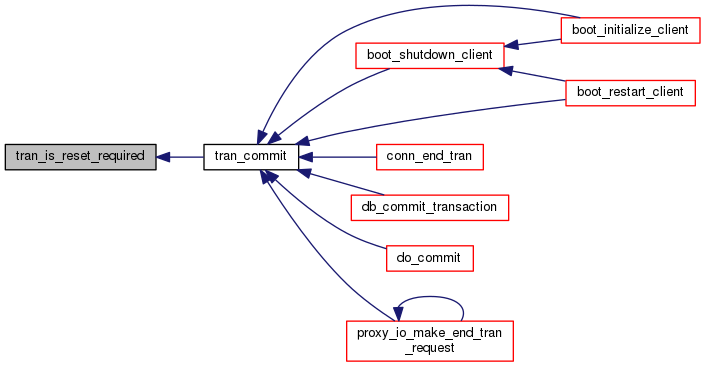 boot_initialize_client
boot_shutdown_client
boot_restart_client
tran_is_reset_required
tran_commit
conn_end_tran
db_commit_transaction
do_commit
proxy_io_make_end_tran
_request